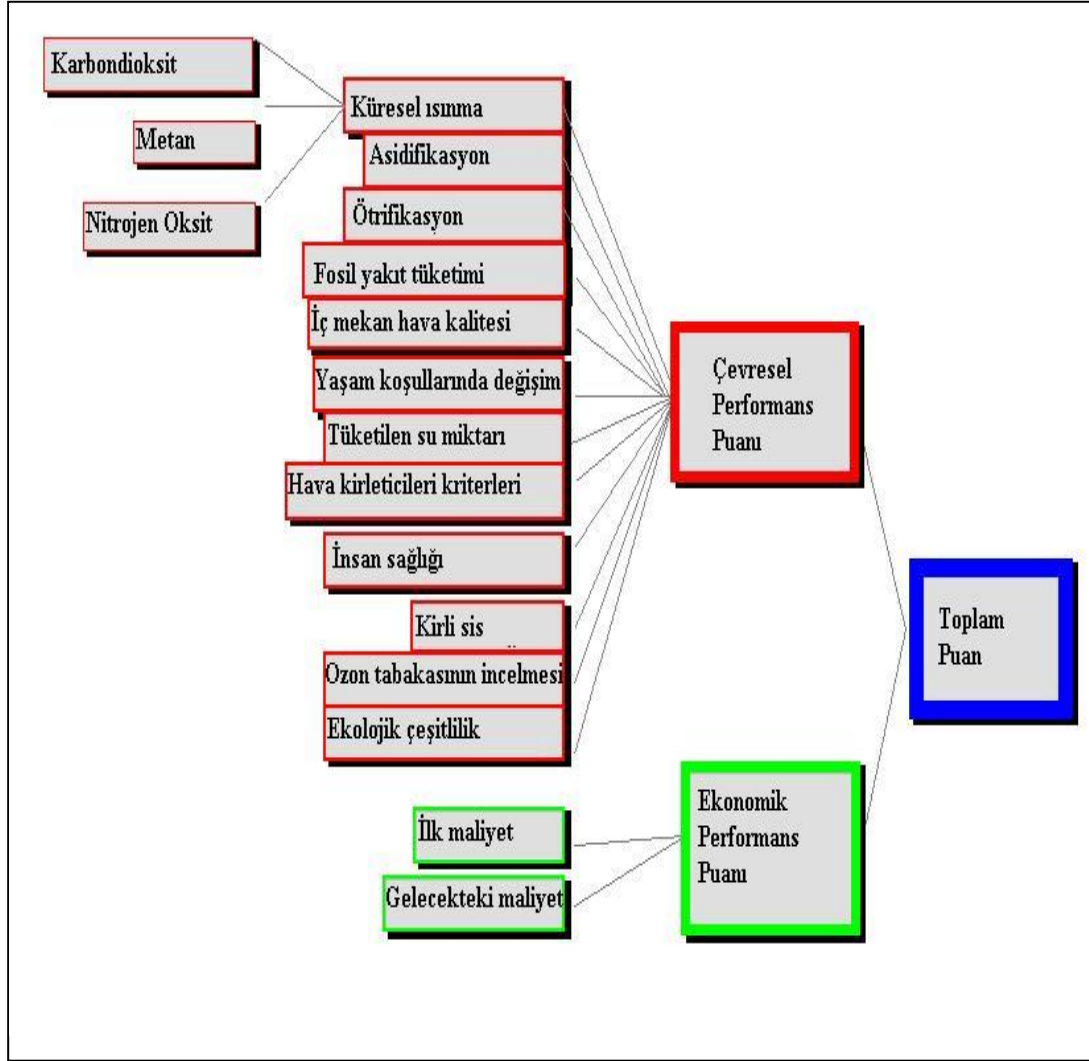 Karbondioksit
Metan
Nitrojen Oksit
Küresel ısınma
Asidifikasyon
Ötrifikasyon
Fosil yakıt tüketimi
İç mekan hava kalitesi
Yaşam koşullarında değişim
Tüketilen su miktarı
Hava kirleticileri kriterleri
İnsan sağlığı
Kirli sis
Ozon tabakasının incelmesi
Ekolojik çeşitlilik
İlk maliyet
Gelecekteki maliyet
Çevresel
Performans
Puanı
Ekonomik
Performans
Puanı
Toplam
Puan